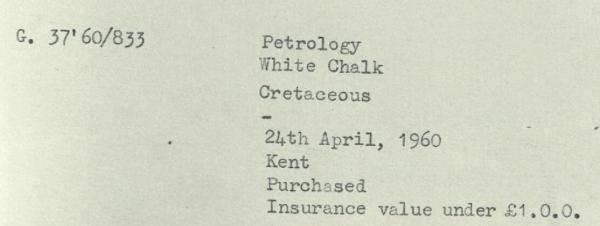 G. 37'60/833
Petrology
White Chalk
Cretaceous
-
24th April, 1960
Kent
Purchased
Insurance value under £1.0.0.